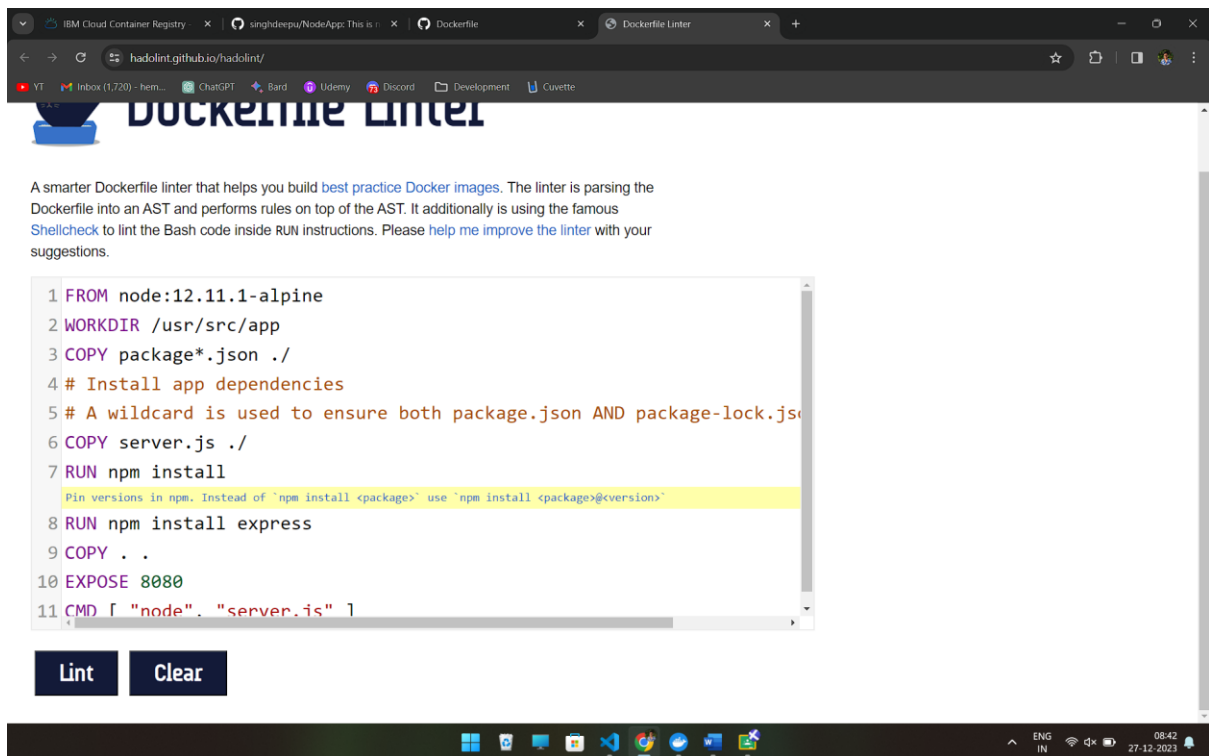 IBM Cloud Container Registry -
singhdeepu/NodeApp: This is n
Dockerfile
Dockerfile Linter
hadolint.github.io/hadolint/
YT
Inbox (1,720) - hem...
ChatGPT
Bard
Udemy
Discord
Development
Cuvette
Dockerfile Linter
A smarter Dockerfile linter that helps you build best practice Docker images. The linter is parsing the
Dockerfile into an AST and performs rules on top of the AST. It additionally is using the famous
Shellcheck to lint the Bash code inside RUN instructions. Please help me improve the linter with your
suggestions.
1 FROM node:12.11.1-alpine
2 WORKDIR /usr/src/app
3 COPY package*.json ./
4 # Install app dependencies
5 # A wildcard is used to ensure both package.json AND package-lock.jso
6 COPY server.js ./
7 RUN npm install
Pin versions in npm. Instead of `npm install <package>` use `npm install <package>@<version>`
8 RUN npm install express
9 COPY . .
10 EXPOSE 8080
11 CMD [ "node", "server.js" ]
Lint
Clear
ENG
IN
08:42
27-12-2023